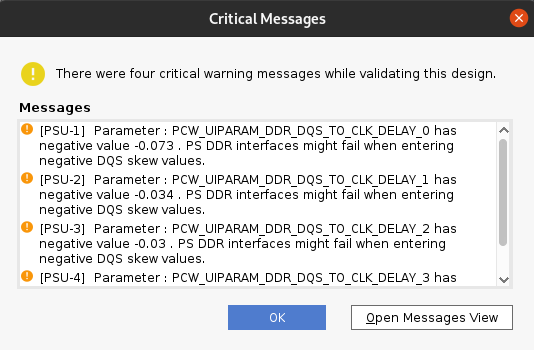 Critical Messages
There were four critical warning messages while validating this design.
Messages
[PSU-1]  Parameter : PCW_UIPARAM_DDR_DQS_TO_CLK_DELAY_0 has
negative value -0.073 . PS DDR interfaces might fail when entering
negative DQS skew values.
[PSU-2]  Parameter : PCW_UIPARAM_DDR_DQS_TO_CLK_DELAY_1 has
negative value -0.034 . PS DDR interfaces might fail when entering
negative DQS skew values.
[PSU-3]  Parameter : PCW_UIPARAM_DDR_DQS_TO_CLK_DELAY_2 has
negative value -0.03 . PS DDR interfaces might fail when entering
negative DQS skew values.
[PSU-4]  Parameter : PCW_UIPARAM_DDR_DQS_TO_CLK_DELAY_3 has
OK
Open Messages View